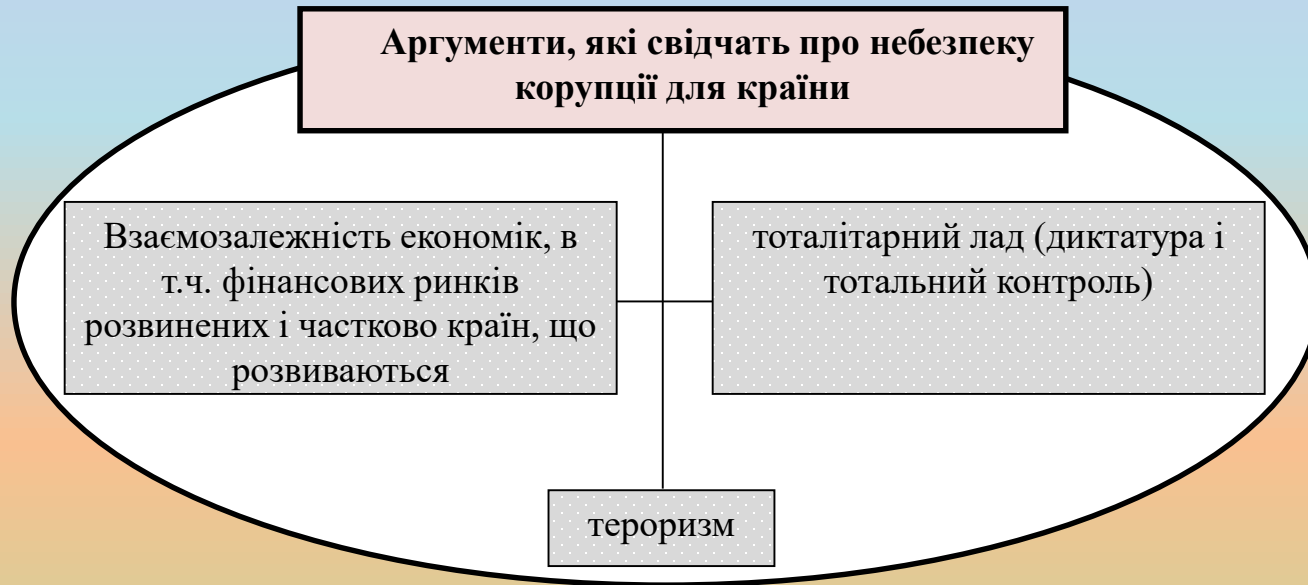 Аргументи, які свідчать про небезпеку
корупції для країни
Взаємозалежність економік, в
т.ч. фінансових ринків
розвинених і частково країн, що
розвиваються
тоталітарний лад (диктатура і
тотальний контроль)
тероризм